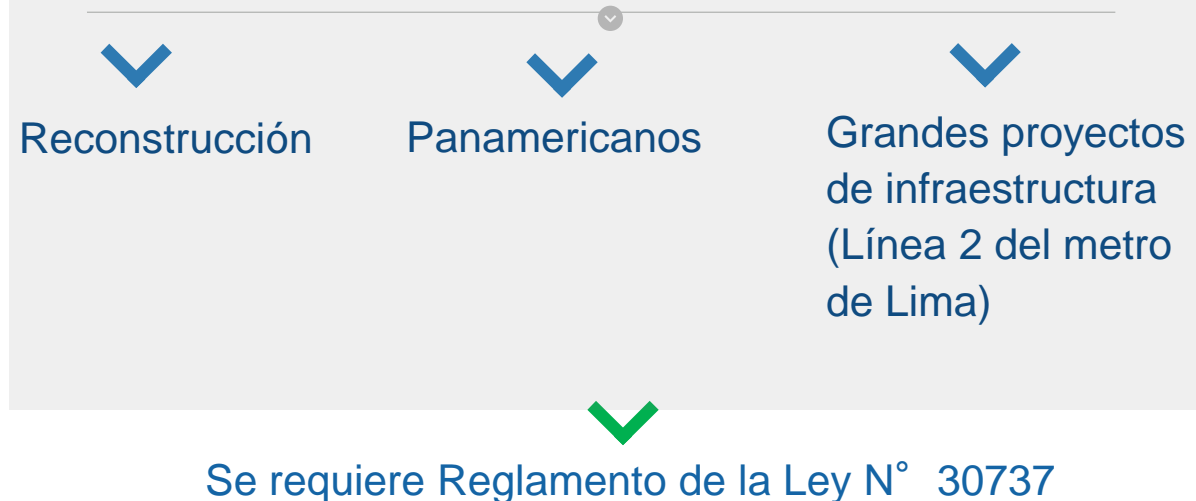 Reconstrucción
Panamericanos
Grandes proyectos
de infraestructura
(Línea 2 del metro
de Lima)
Se requiere Reglamento de la Ley N° 30737